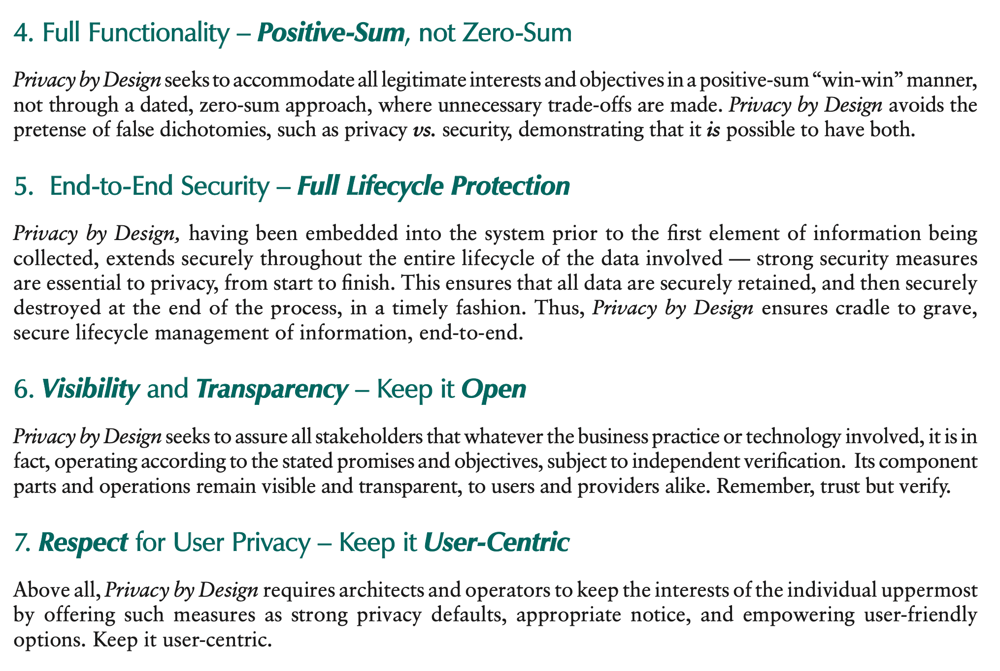 4. Full Functionality – Positive-Sum, not Zero-Sum
Privacy by Design seeks to accommodate all legitimate interests and objectives in a positive-sum “win-win” manner,
not through a dated, zero-sum approach, where unnecessary trade-offs are made. Privacy by Design avoids the
pretense of false dichotomies, such as privacy vs. security, demonstrating that it is possible to have both.
5. End-to-End Security – Full Lifecycle Protection
Privacy by Design, having been embedded into the system prior to the first element of information being
collected, extends securely throughout the entire lifecycle of the data involved — strong security measures
are essential to privacy, from start to finish. This ensures that all data are securely retained, and then securely
destroyed at the end of the process, in a timely fashion. Thus, Privacy by Design ensures cradle to grave,
secure lifecycle management of information, end-to-end.
6. Visibility and Transparency – Keep it Open
Privacy by Design seeks to assure all stakeholders that whatever the business practice or technology involved, it is in
fact, operating according to the stated promises and objectives, subject to independent verification. Its component
parts and operations remain visible and transparent, to users and providers alike. Remember, trust but verify.
7. Respect for User Privacy – Keep it User-Centric
Above all, Privacy by Design requires architects and operators to keep the interests of the individual uppermost
by offering such measures as strong privacy defaults, appropriate notice, and empowering user-friendly
options. Keep it user-centric.